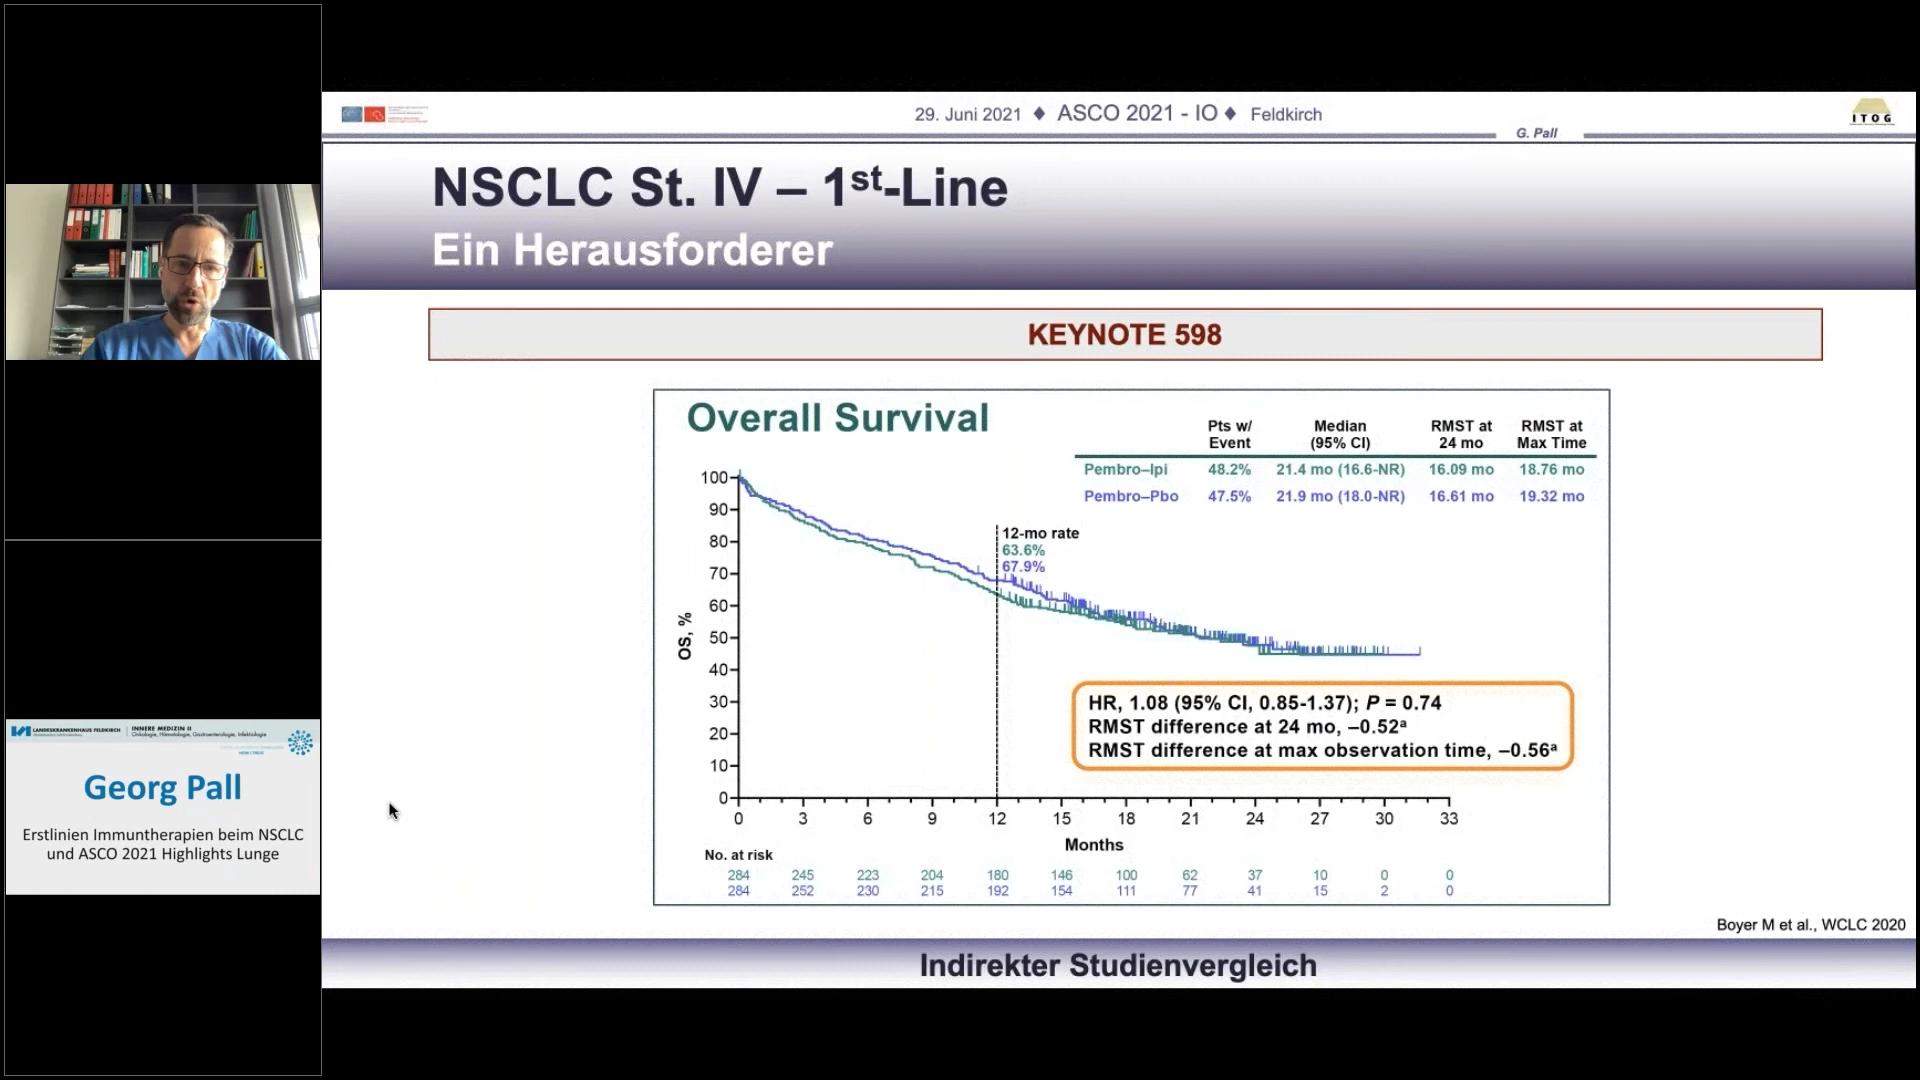 29. Juni 2021 ♦ ASCO 2021 - IO ♦ Feldkirch
ITOG
G. Pall
NSCLC St. IV – 1st-Line
Ein Herausforderer
KEYNOTE 598
Overall Survival
Pts w/ Event Median (95% CI) RMST at 24 mo RMST at Max Time
Pembro–Ipi 48.2% 21.4 mo (16.6-NR) 16.09 mo 18.76 mo
Pembro–Pbo 47.5% 21.9 mo (18.0-NR) 16.61 mo 19.32 mo
100
90
80
70
60
50
40
30
20
10
0
OS, %
12-mo rate
63.6%
67.9%
HR, 1.08 (95% CI, 0.85-1.37); P = 0.74
RMST difference at 24 mo, –0.52a
RMST difference at max observation time, –0.56a
0 3 6 9 12 15 18 21 24 27 30 33
Months
No. at risk
284 245 223 204 180 146 100 62 37 10 0 0
284 252 230 215 192 154 111 77 41 15 2 0
Boyer M et al., WCLC 2020
Indirekter Studienvergleich
LANDESKRANKENHAUS FELDKIRCH
INNERE MEDIZIN II
Onkologie, Hämatologie, Gastroenterologie, Infektiologie
Georg Pall
Erstlinien Immuntherapien beim NSCLC
und ASCO 2021 Highlights Lunge